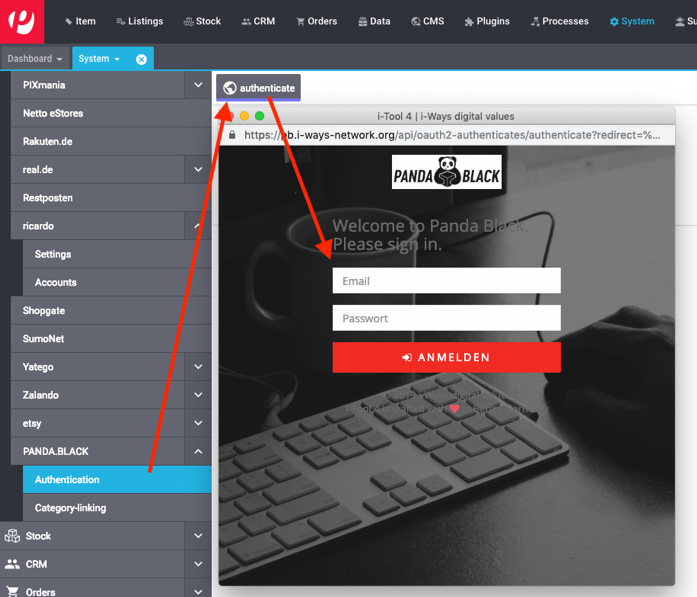 Item Listings Stock CRM Orders Data CMS Plugins Processes System Su
Dashboard System
PIXmania
Netto eStores
Rakuten.de
real.de
Restposten
ricardo
Settings
Accounts
Shopgate
SumoNet
Yatego
Zalando
etsy
PANDA.BLACK
Authentication
Category-linking
Stock
CRM
Orders
authenticate
i-Tool 4 | i-Ways digital values
https://pb.i-ways-network.org/api/oauth2-authenticates/authenticate?redirect=%...
PANDA BLACK
Welcome to Panda Black.
Please sign in.
Email
Passwort
ANMELDEN